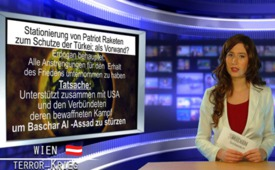 Stationierung von Patriot Raketen
zum Schutze der Türkei: als Vorwand?
Erdogan behauptet:
Alle Anstrengungen für den Erhalt
des Friedens unternommen zu haben
Tatsache:
Unterstützt zusammen mit USA
und den Verbündeten
deren bewaffneten Kampf
um Baschar Al -Assad zu stürzen
WIEN
TERROR KRIEG